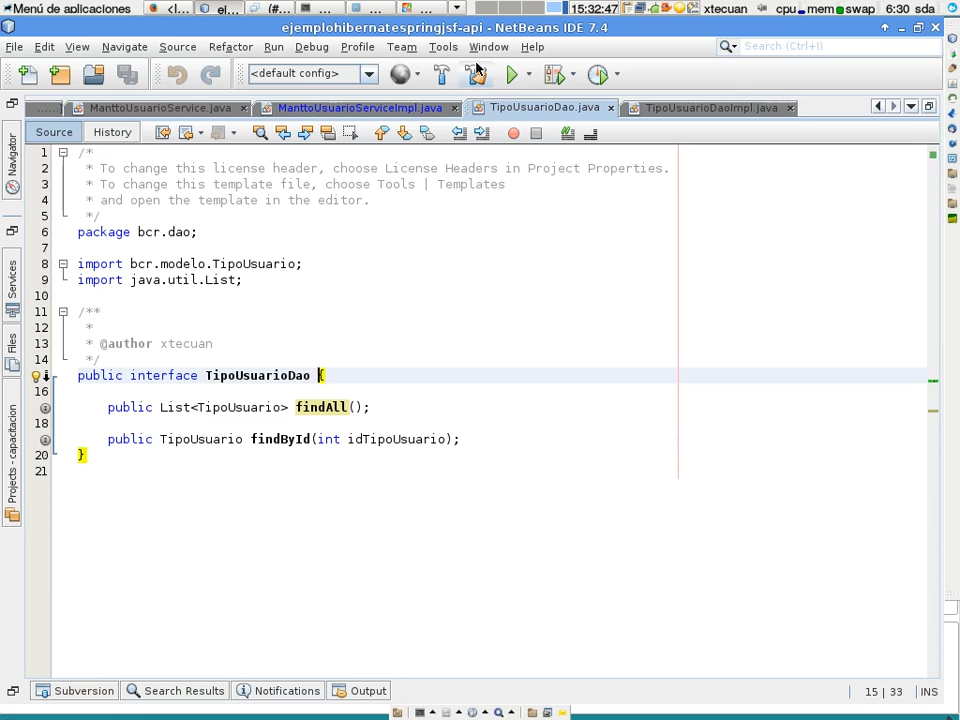 Menú de aplicaciones
<l...
el...
(#...
15:32:47
xtecuan
cpu
mem
swap
6:30
sda
ejemplohibernatespringjsf-api - NetBeans IDE 7.4
File Edit View Navigate Source Refactor Run Debug Profile Team Tools Window Help
Search (Ctrl+I)
<default config>
......] ManttoUsuarioService.java ManttoUsuarioServiceImpl.java TipoUsuarioDao.java TipoUsuarioDaoImpl.java
Source History
Navigator
Services
Files
Projects - capacitacion
1 /*
2 * To change this license header, choose License Headers in Project Properties.
3 * To change this template file, choose Tools | Templates
4 * and open the template in the editor.
5 */
6 package bcr.dao;
7
8 import bcr.modelo.TipoUsuario;
9 import java.util.List;
10
11 /**
12 *
13 * @author xtecuan
14 */
public interface TipoUsuarioDao {
16
public List<TipoUsuario> findAll();
18
public TipoUsuario findById(int idTipoUsuario);
20 }
21
Subversion Search Results Notifications Output
15 | 33 INS